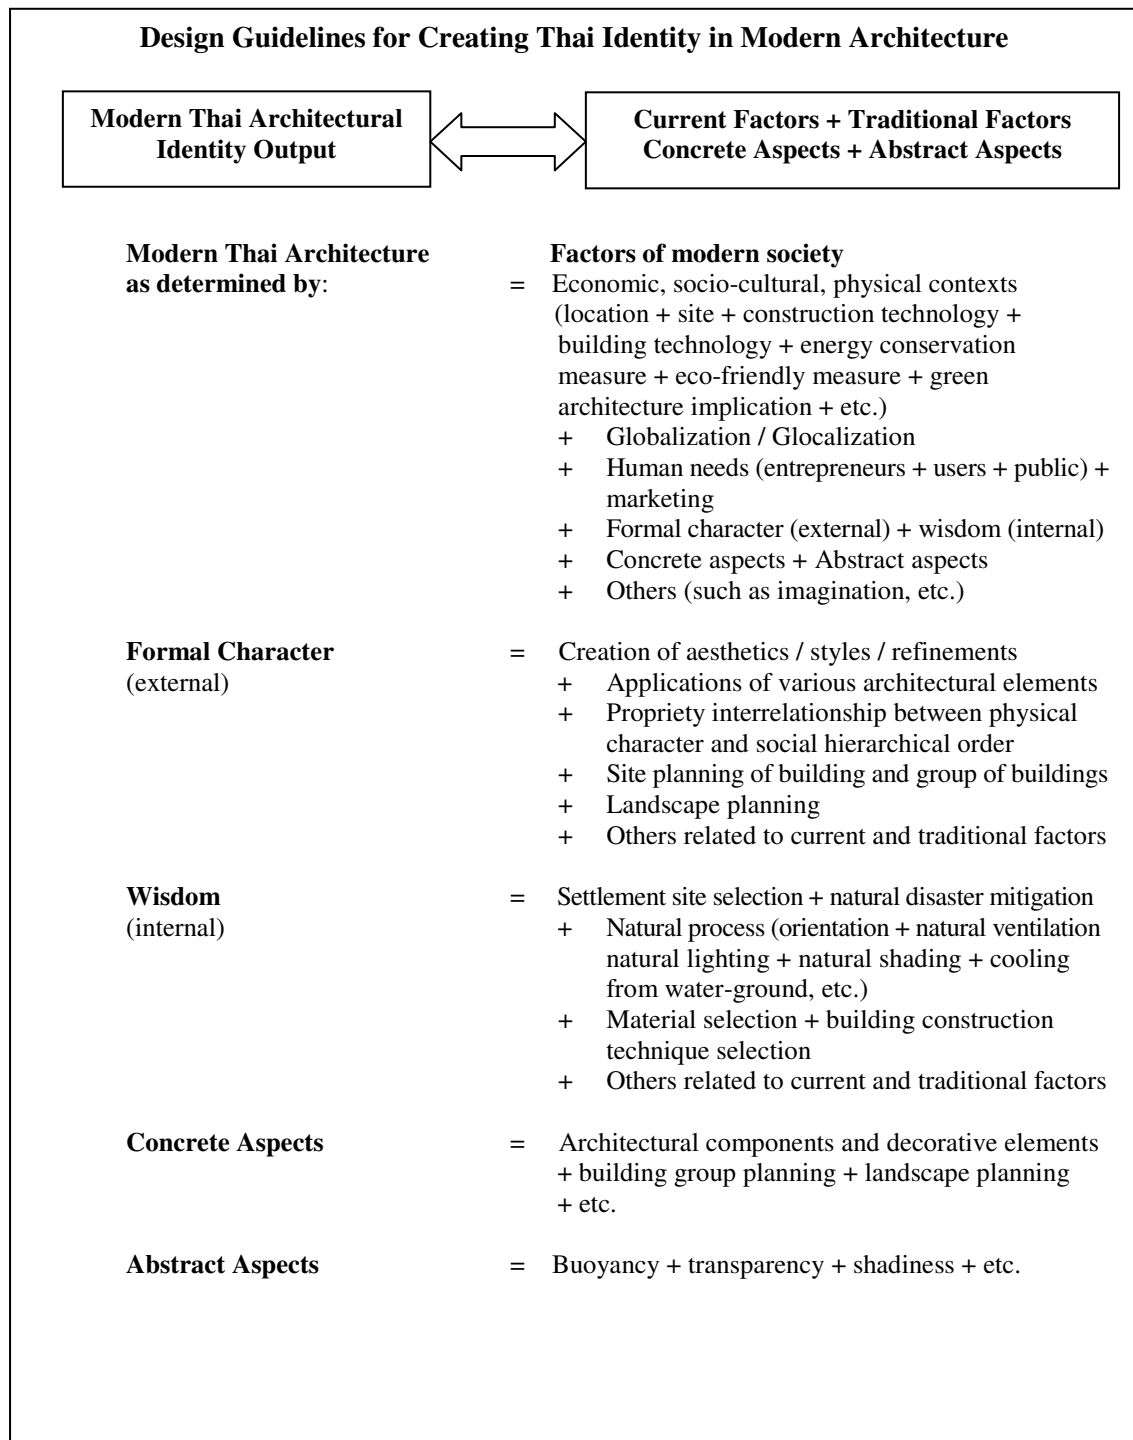 Design Guidelines for Creating Thai Identity in Modern Architecture
Modern Thai Architectural
Identity Output
Current Factors + Traditional Factors
Concrete Aspects + Abstract Aspects
Modern Thai Architecture
as determined by:
Factors of modern society
= Economic, socio-cultural, physical contexts
(location + site + construction technology +
building technology + energy conservation
measure + eco-friendly measure + green
architecture implication + etc.)
+ Globalization / Glocalization
+ Human needs (entrepreneurs + users + public) +
marketing
+ Formal character (external) + wisdom (internal)
+ Concrete aspects + Abstract aspects
+ Others (such as imagination, etc.)
Formal Character
(external)
= Creation of aesthetics / styles / refinements
+ Applications of various architectural elements
+ Propriety interrelationship between physical
character and social hierarchical order
+ Site planning of building and group of buildings
+ Landscape planning
+ Others related to current and traditional factors
Wisdom
(internal)
= Settlement site selection + natural disaster mitigation
+ Natural process (orientation + natural ventilation
natural lighting + natural shading + cooling
from water-ground, etc.)
+ Material selection + building construction
technique selection
+ Others related to current and traditional factors
Concrete Aspects
= Architectural components and decorative elements
+ building group planning + landscape planning
+ etc.
Abstract Aspects
= Buoyancy + transparency + shadiness + etc.